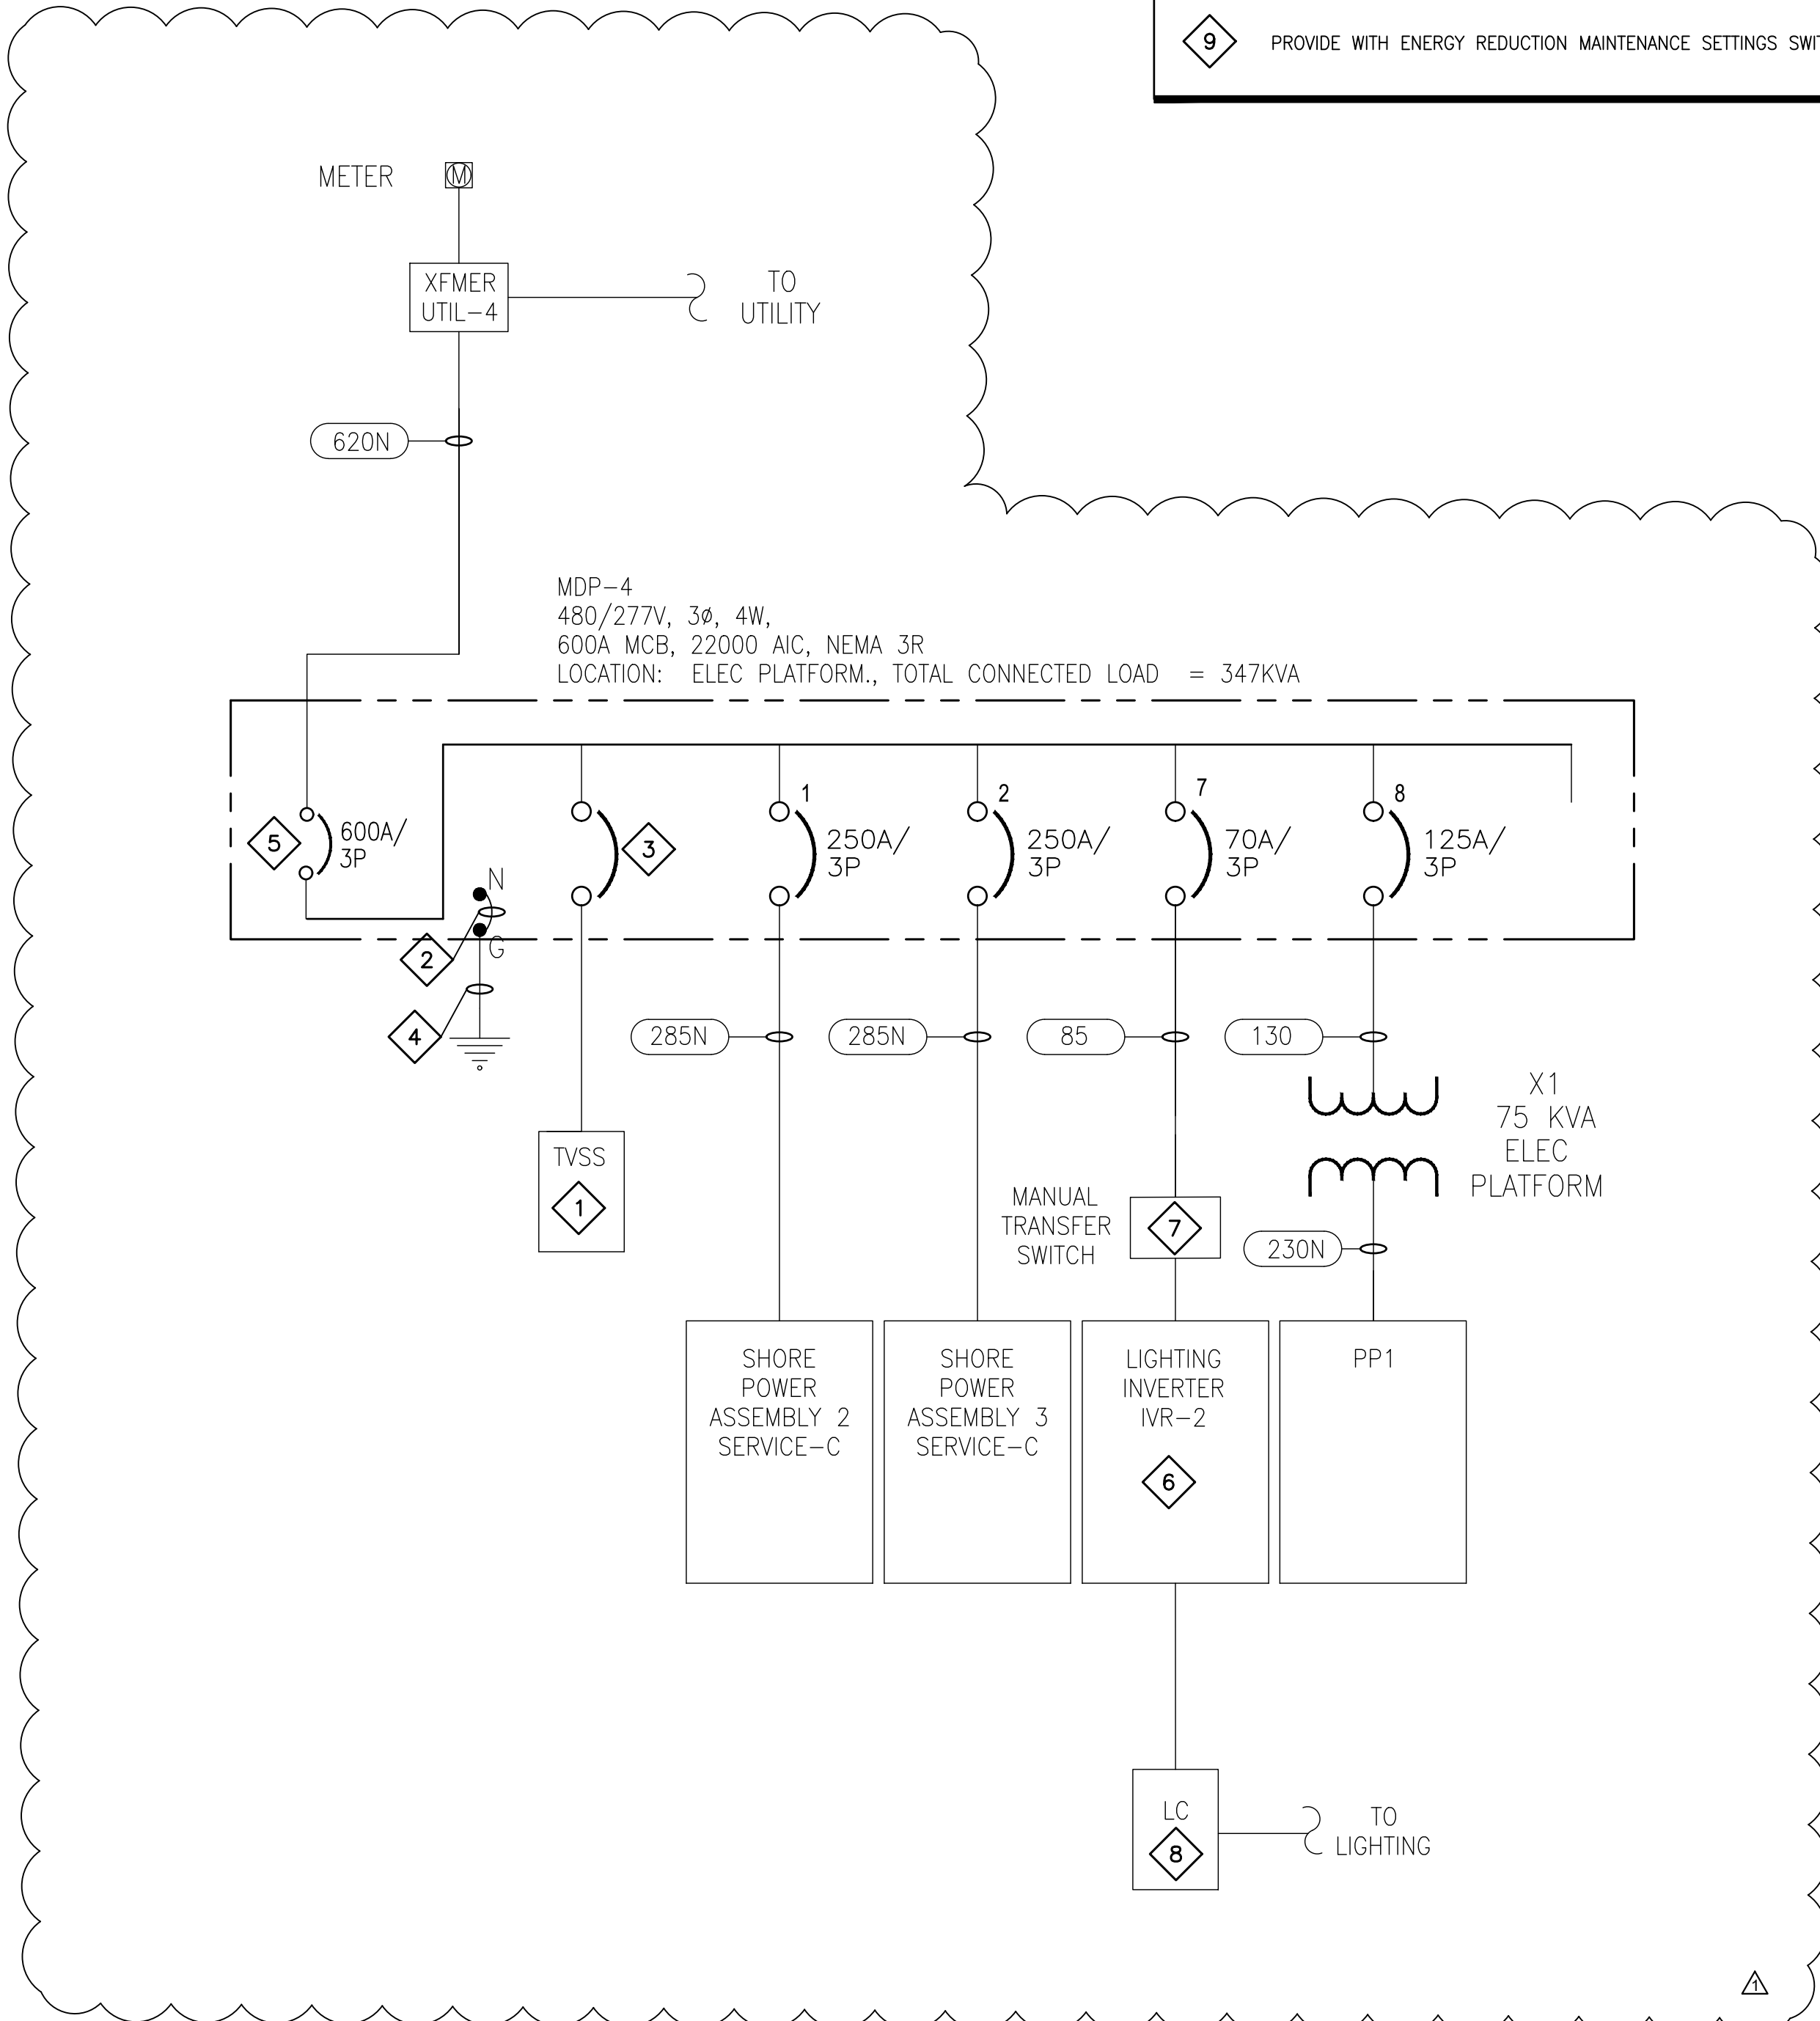 9 PROVIDE WITH ENERGY REDUCTION MAINTENANCE SETTINGS
METER
M
XFMER
UTIL-4
TO
UTILITY
620N
MDP-4
480/277V, 3ø, 4W,
600A MCB, 22000 AIC, NEMA 3R
LOCATION: ELEC PLATFORM., TOTAL CONNECTED LOAD = 347KVA
5
600A/
3P
N
G
2
4
3
1
250A/
3P
2
250A/
3P
7
70A/
3P
8
125A/
3P
285N
285N
85
130
X1
75 KVA
ELEC
PLATFORM
TVSS
1
MANUAL
TRANSFER
SWITCH
7
230N
SHORE
POWER
ASSEMBLY 2
SERVICE-C
SHORE
POWER
ASSEMBLY 3
SERVICE-C
LIGHTING
INVERTER
IVR-2
6
PP1
LC
8
TO
LIGHTING
1